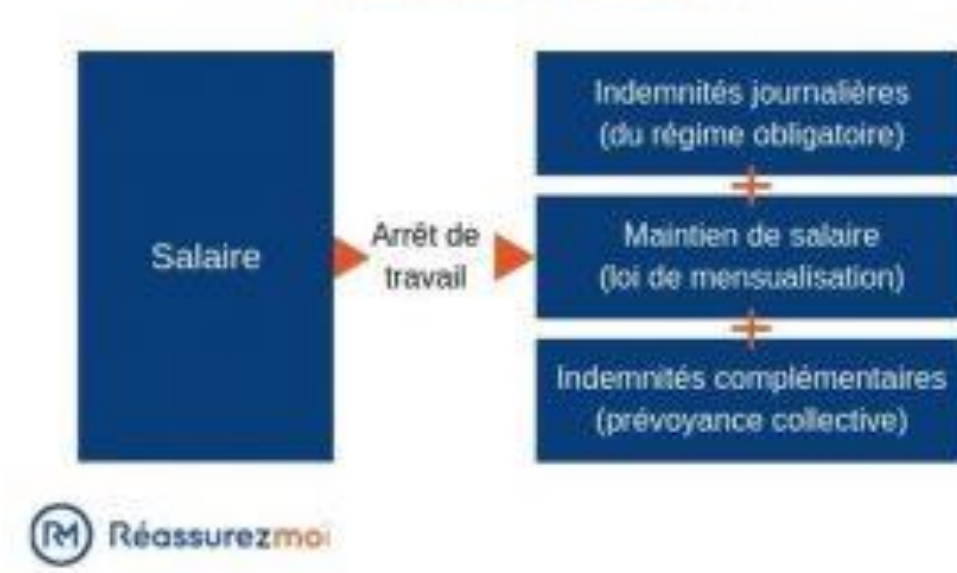 Salaire
Arrêt de
travail
Indemnités journalières
(du régime obligatoire)
+
Maintien de salaire
(loi de mensualisation)
+
Indemnités complémentaires
(prévoyance collective)
RM Réassurezmoi